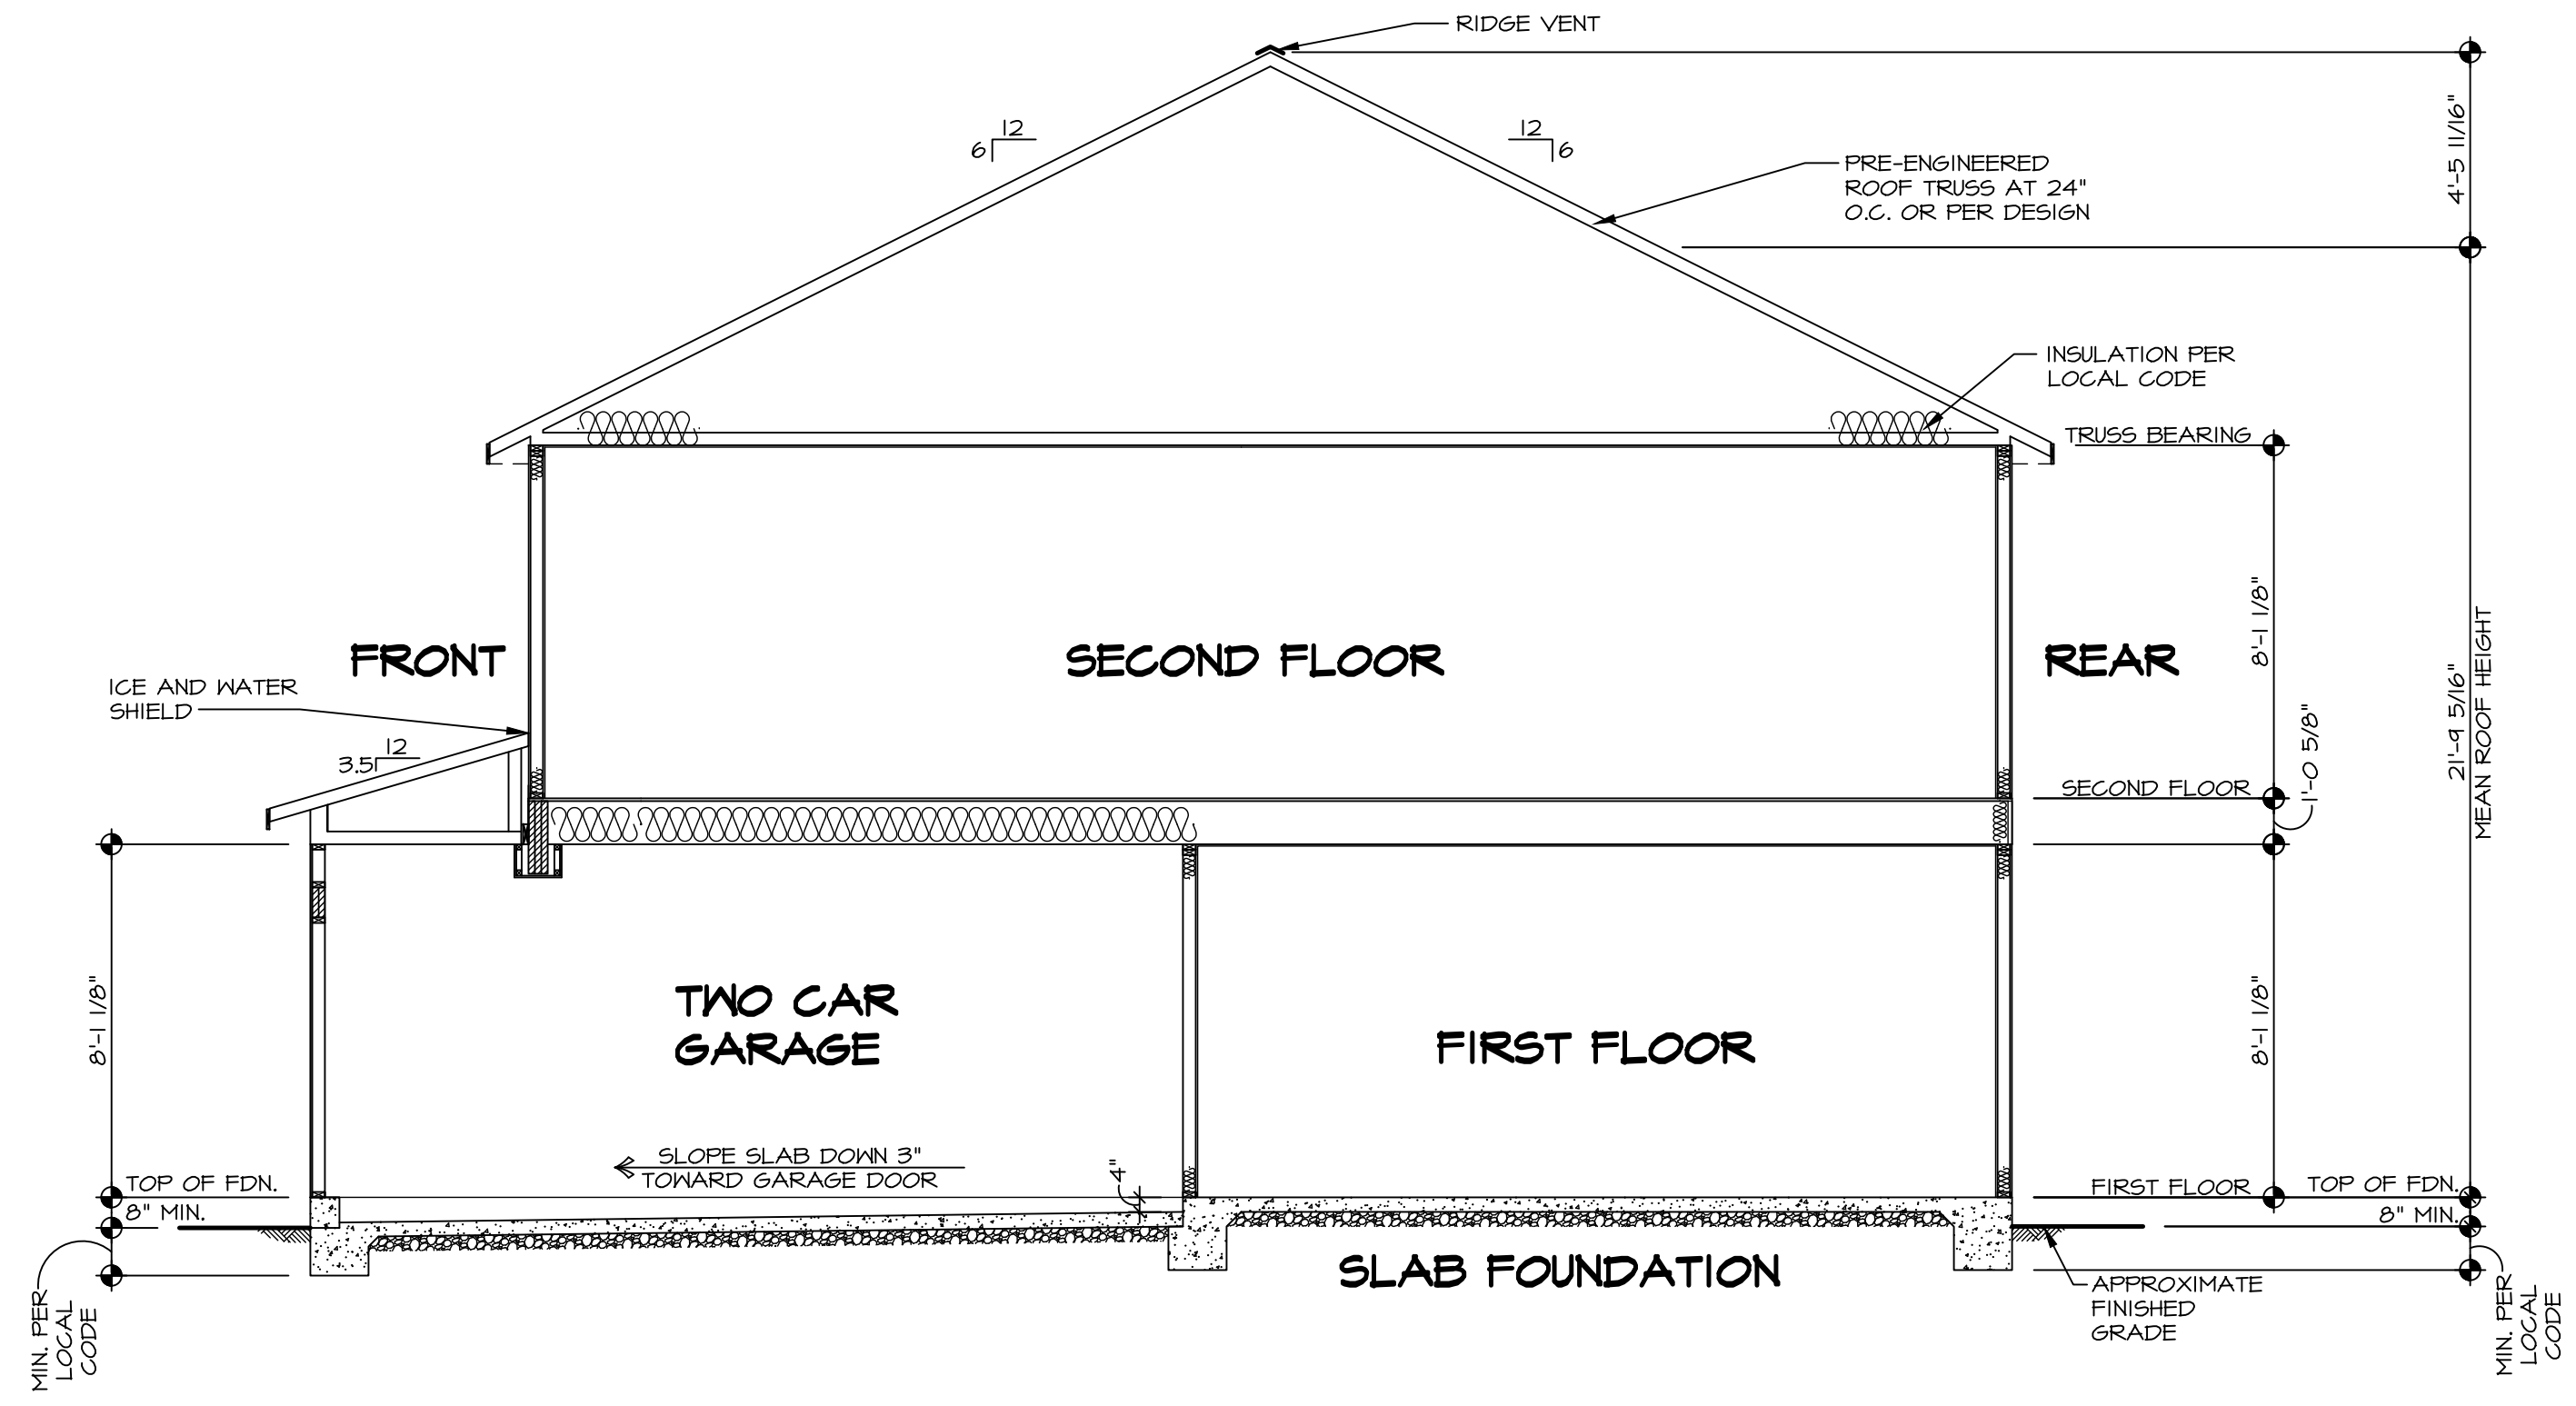 RIDGE VENT
12
6
12
6
4'-5 11/16"
PRE-ENGINEERED
ROOF TRUSS AT 24"
O.C. OR PER DESIGN
INSULATION PER
LOCAL CODE
TRUSS BEARING
FRONT
SECOND FLOOR
REAR
8'-1 1/8"
ICE AND WATER
SHIELD
12
3.5
SECOND FLOOR
1'-0 5/8"
21'-9 5/16"
MEAN ROOF HEIGHT
8'-1 1/8"
TWO CAR
GARAGE
FIRST FLOOR
8'-1 1/8"
SLOPE SLAB DOWN 3"
TOWARD GARAGE DOOR
4"
TOP OF FDN.
8" MIN.
FIRST FLOOR
TOP OF FDN.
8" MIN.
SLAB FOUNDATION
MIN. PER
LOCAL
CODE
APPROXIMATE
FINISHED
GRADE
MIN. PER
LOCAL
CODE